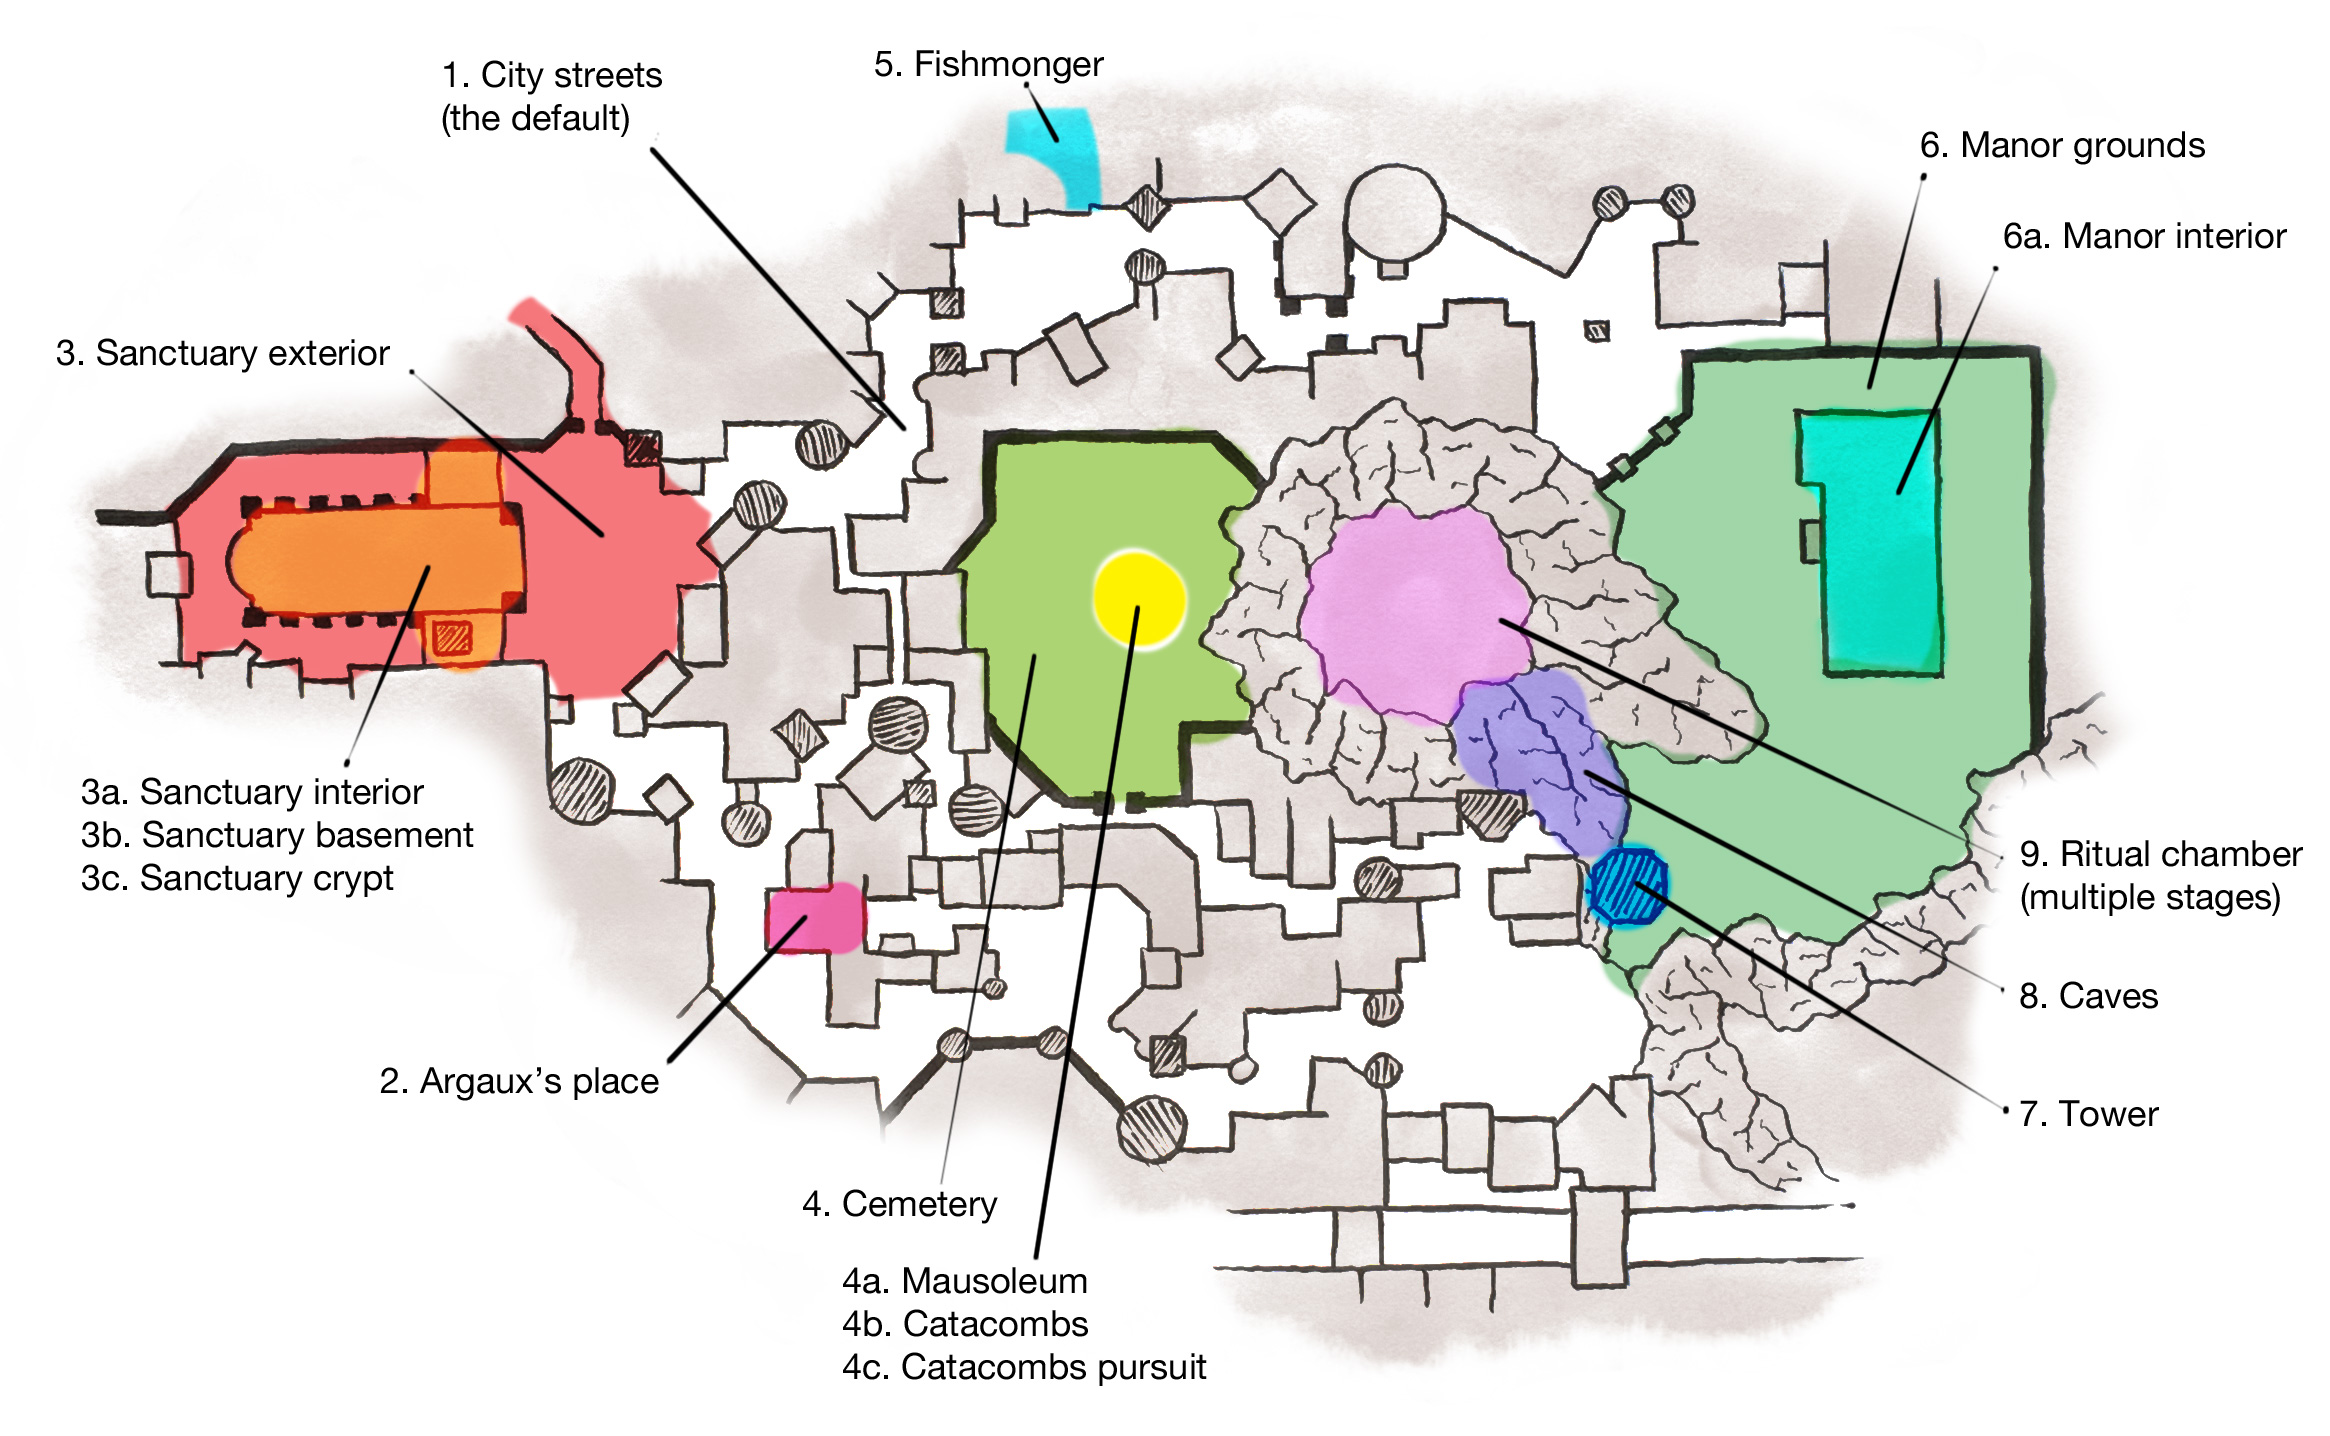 1. City streets
(the default)
5. Fishmonger
6. Manor grounds
6a. Manor interior
3. Sanctuary exterior
3a. Sanctuary interior
3b. Sanctuary basement
3c. Sanctuary crypt
9. Ritual chamber
(multiple stages)
8. Caves
2. Argaux’s place
7. Tower
4. Cemetery
4a. Mausoleum
4b. Catacombs
4c. Catacombs pursuit